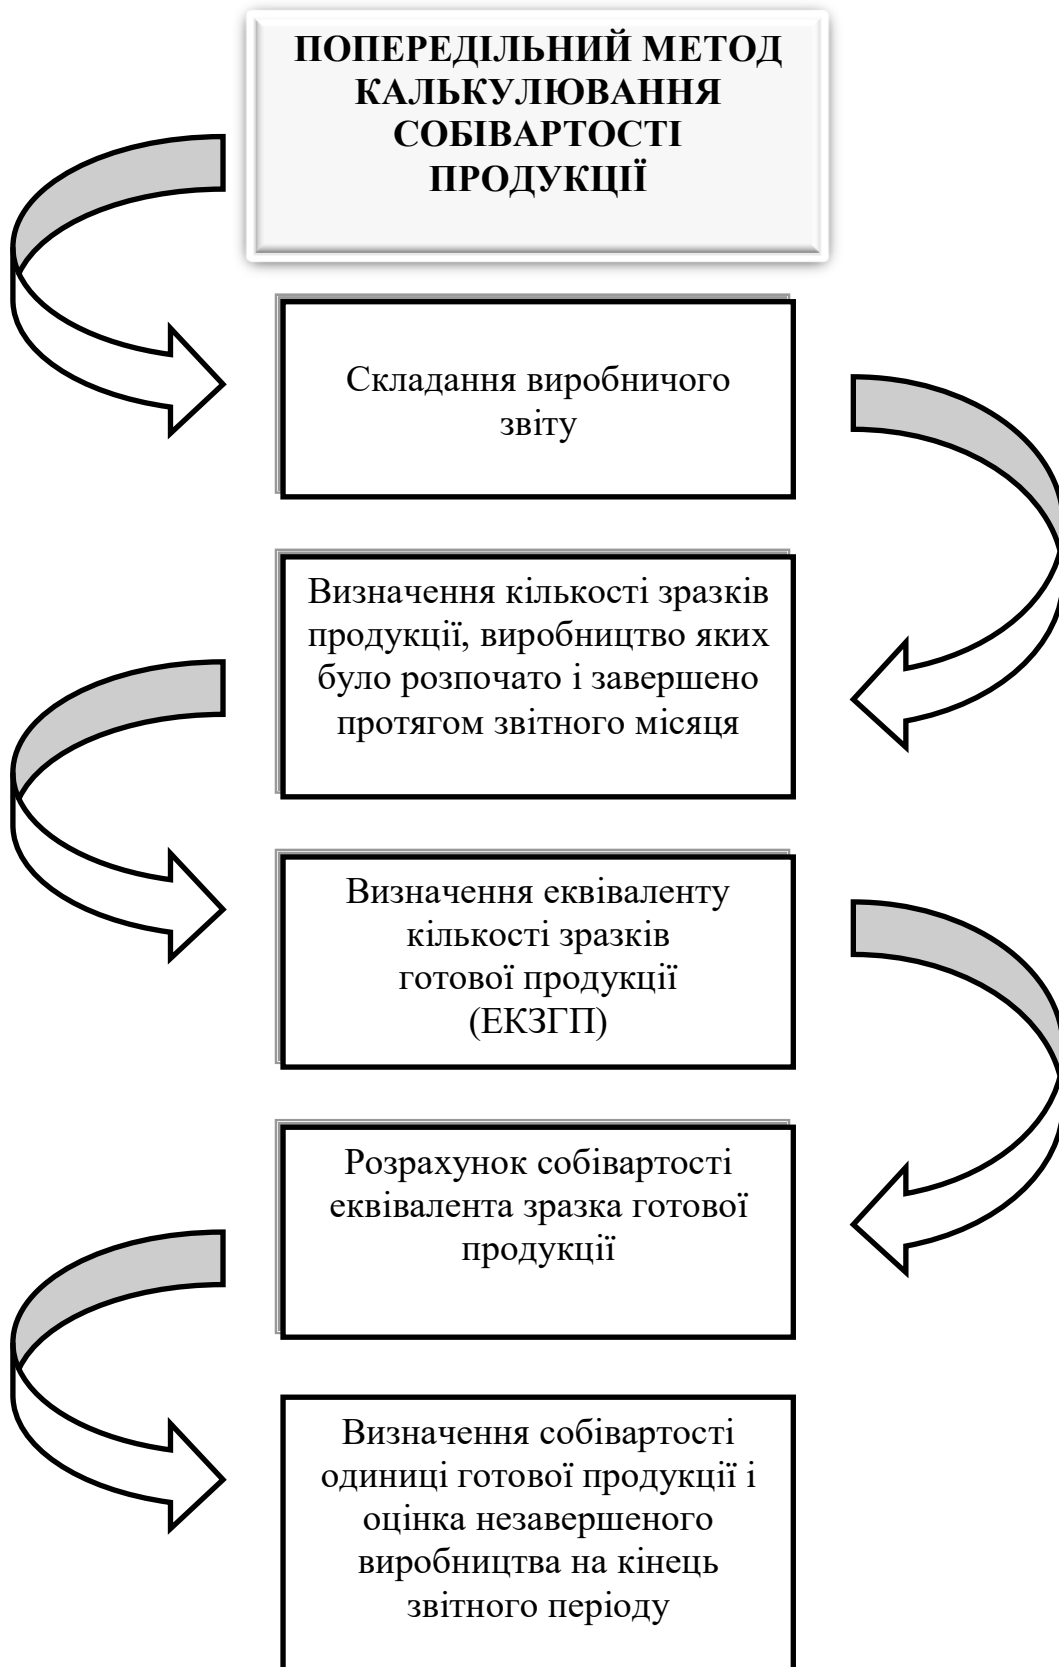 ПОПЕРЕДІЛЬНИЙ МЕТОД
КАЛЬКУЛЮВАННЯ
СОБІВАРТОСТІ
ПРОДУКЦІЇ
Складання виробничого
звіту
Визначення кількості зразків
продукції, виробництво яких
було розпочато і завершено
протягом звітного місяця
Визначення еквіваленту
кількості зразків
готової продукції
(ЕКЗГП)
Розрахунок собівартості
еквівалента зразка готової
продукції
Визначення собівартості
одиниці готової продукції і
оцінка незавершеного
виробництва на кінець
звітного періоду